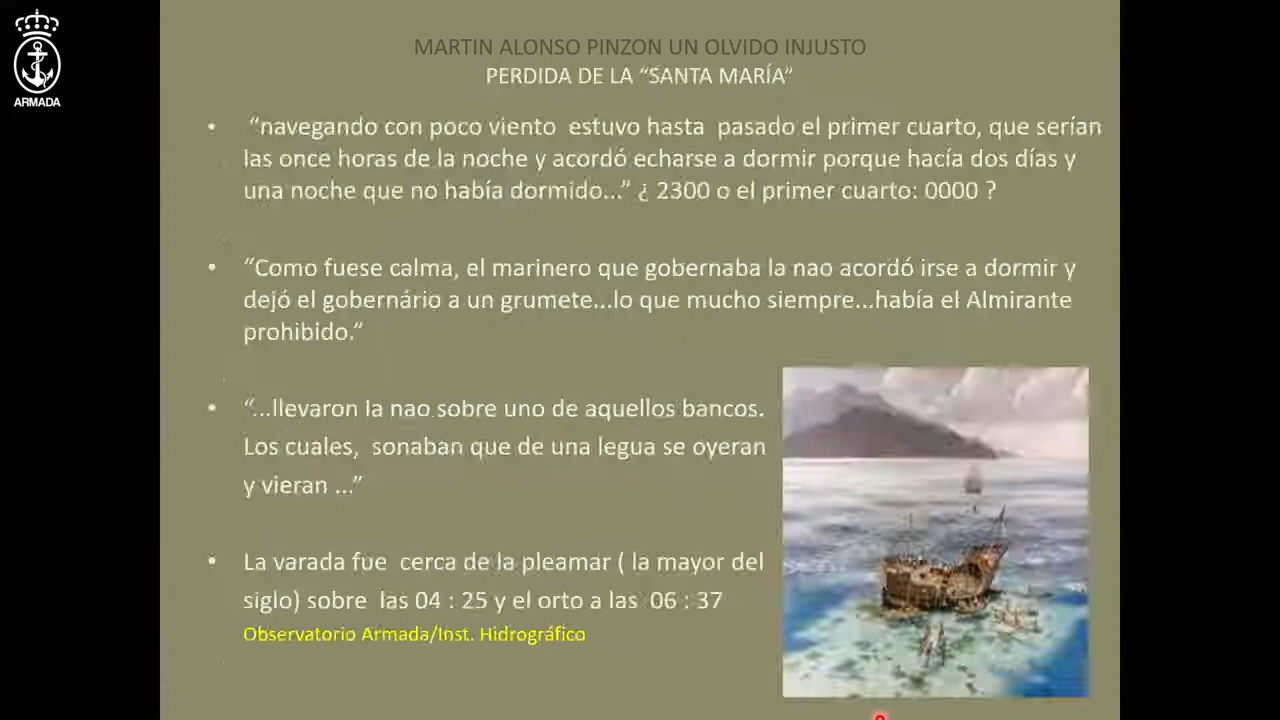 ARMADA
MARTIN ALONSO PINZON UN OLVIDO INJUSTO
PERDIDA DE LA “SANTA MARÍA”
• “navegando con poco viento estuvo hasta pasado el primer cuarto, que serían
las once horas de la noche y acordó echarse a dormir porque hacía dos días y
una noche que no había dormido...” ¿ 2300 o el primer cuarto: 0000 ?
• “Como fuese calma, el marinero que gobernaba la nao acordó irse a dormir y
dejó el gobernário a un grumete...lo que mucho siempre...había el Almirante
prohibido.”
• “...llevaron la nao sobre uno de aquellos bancos.
Los cuales, sonaban que de una legua se oyeran
y vieran ...”
• La varada fue cerca de la pleamar ( la mayor del
siglo) sobre las 04 : 25 y el orto a las 06 : 37
Observatorio Armada/Inst. Hidrográfico